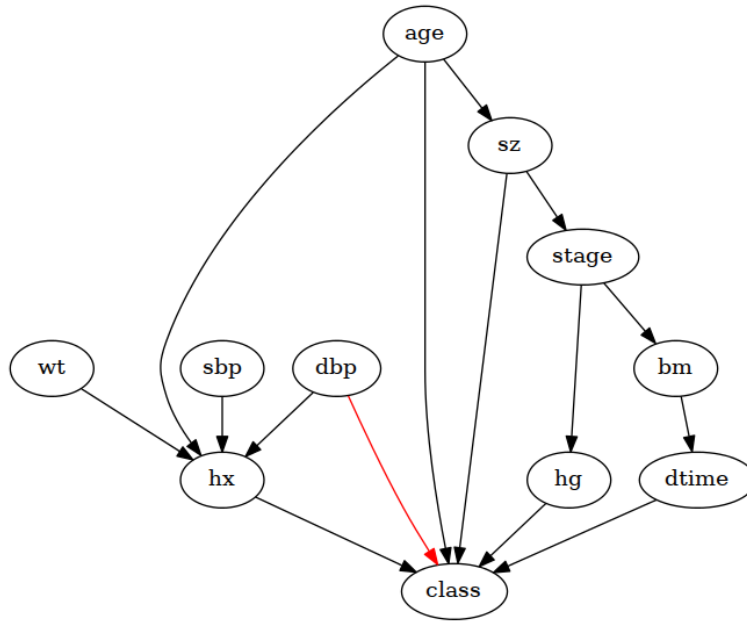 age
sz
stage
wt
sbp
dbp
bm
hx
hg
dtime
class